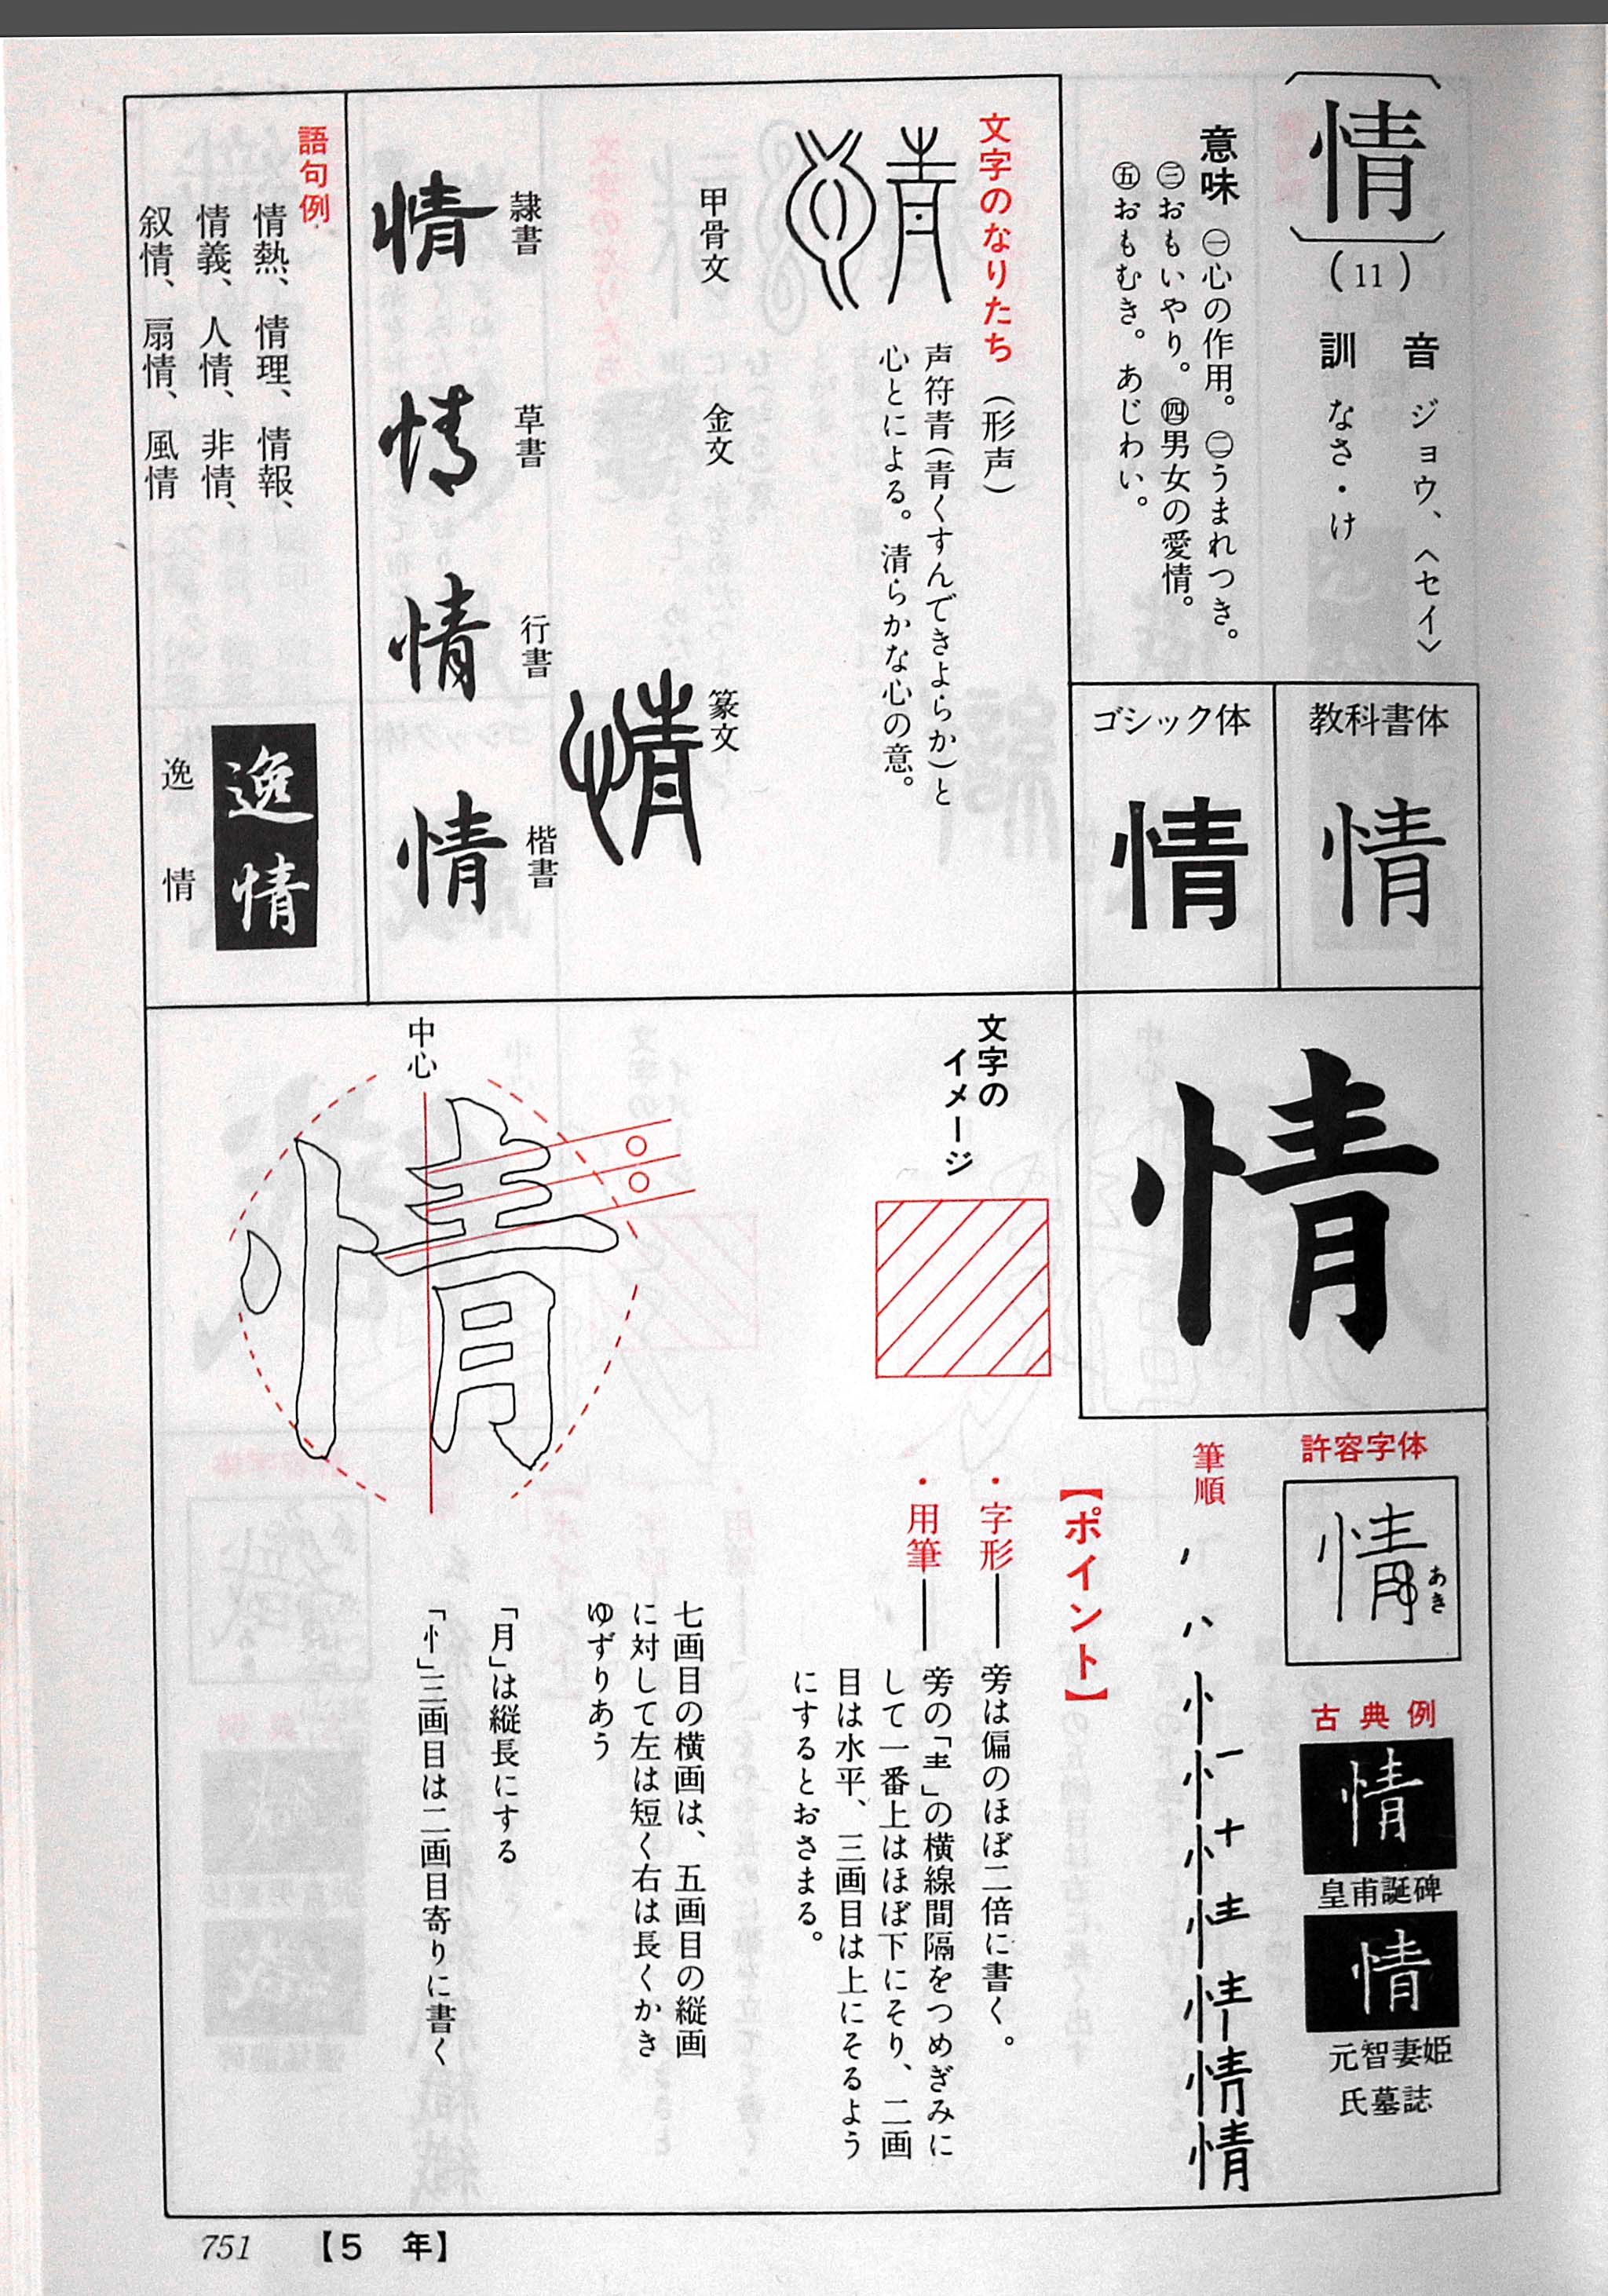 情
(11)
音 ジョウ、〈セイ〉
訓 なさ・け
意味 ㊀心の作用。㊁うまれつき。
㊂おもいやり。㊃男女の愛情。
㊄おもむき。あじわい。
教科書体
情
ゴシック体
情
文字のなりたち（形声）
声符青（青くすんできよらか）と
心とによる。清らかな心の意。
甲骨文
金文
篆文
情
隷書
情
草書
情
行書
情
楷書
情
語句例
情熱、情理、情報、
情義、人情、非情、
叙情、扇情、風情
逸情
逸情
情
許容字体
情
あき
古典例
情
皇甫誕碑
情
元智妻姫
氏墓誌
筆順
情
情
文字の
イメージ
中心
【ポイント】
・字形──旁は偏のほぼ二倍に書く。
・用筆──旁の「龶」の横線間隔をつめぎみに
して一番上はほぼ下にそり、二画
目は水平、三画目は上にそるよう
にするとおさまる。
七画目の横画は、五画目の縦画
に対して左は短く右は長くかき
ゆずりあう
「月」は縦長にする
「忄」三画目は二画目寄りに書く
751 【5 年】